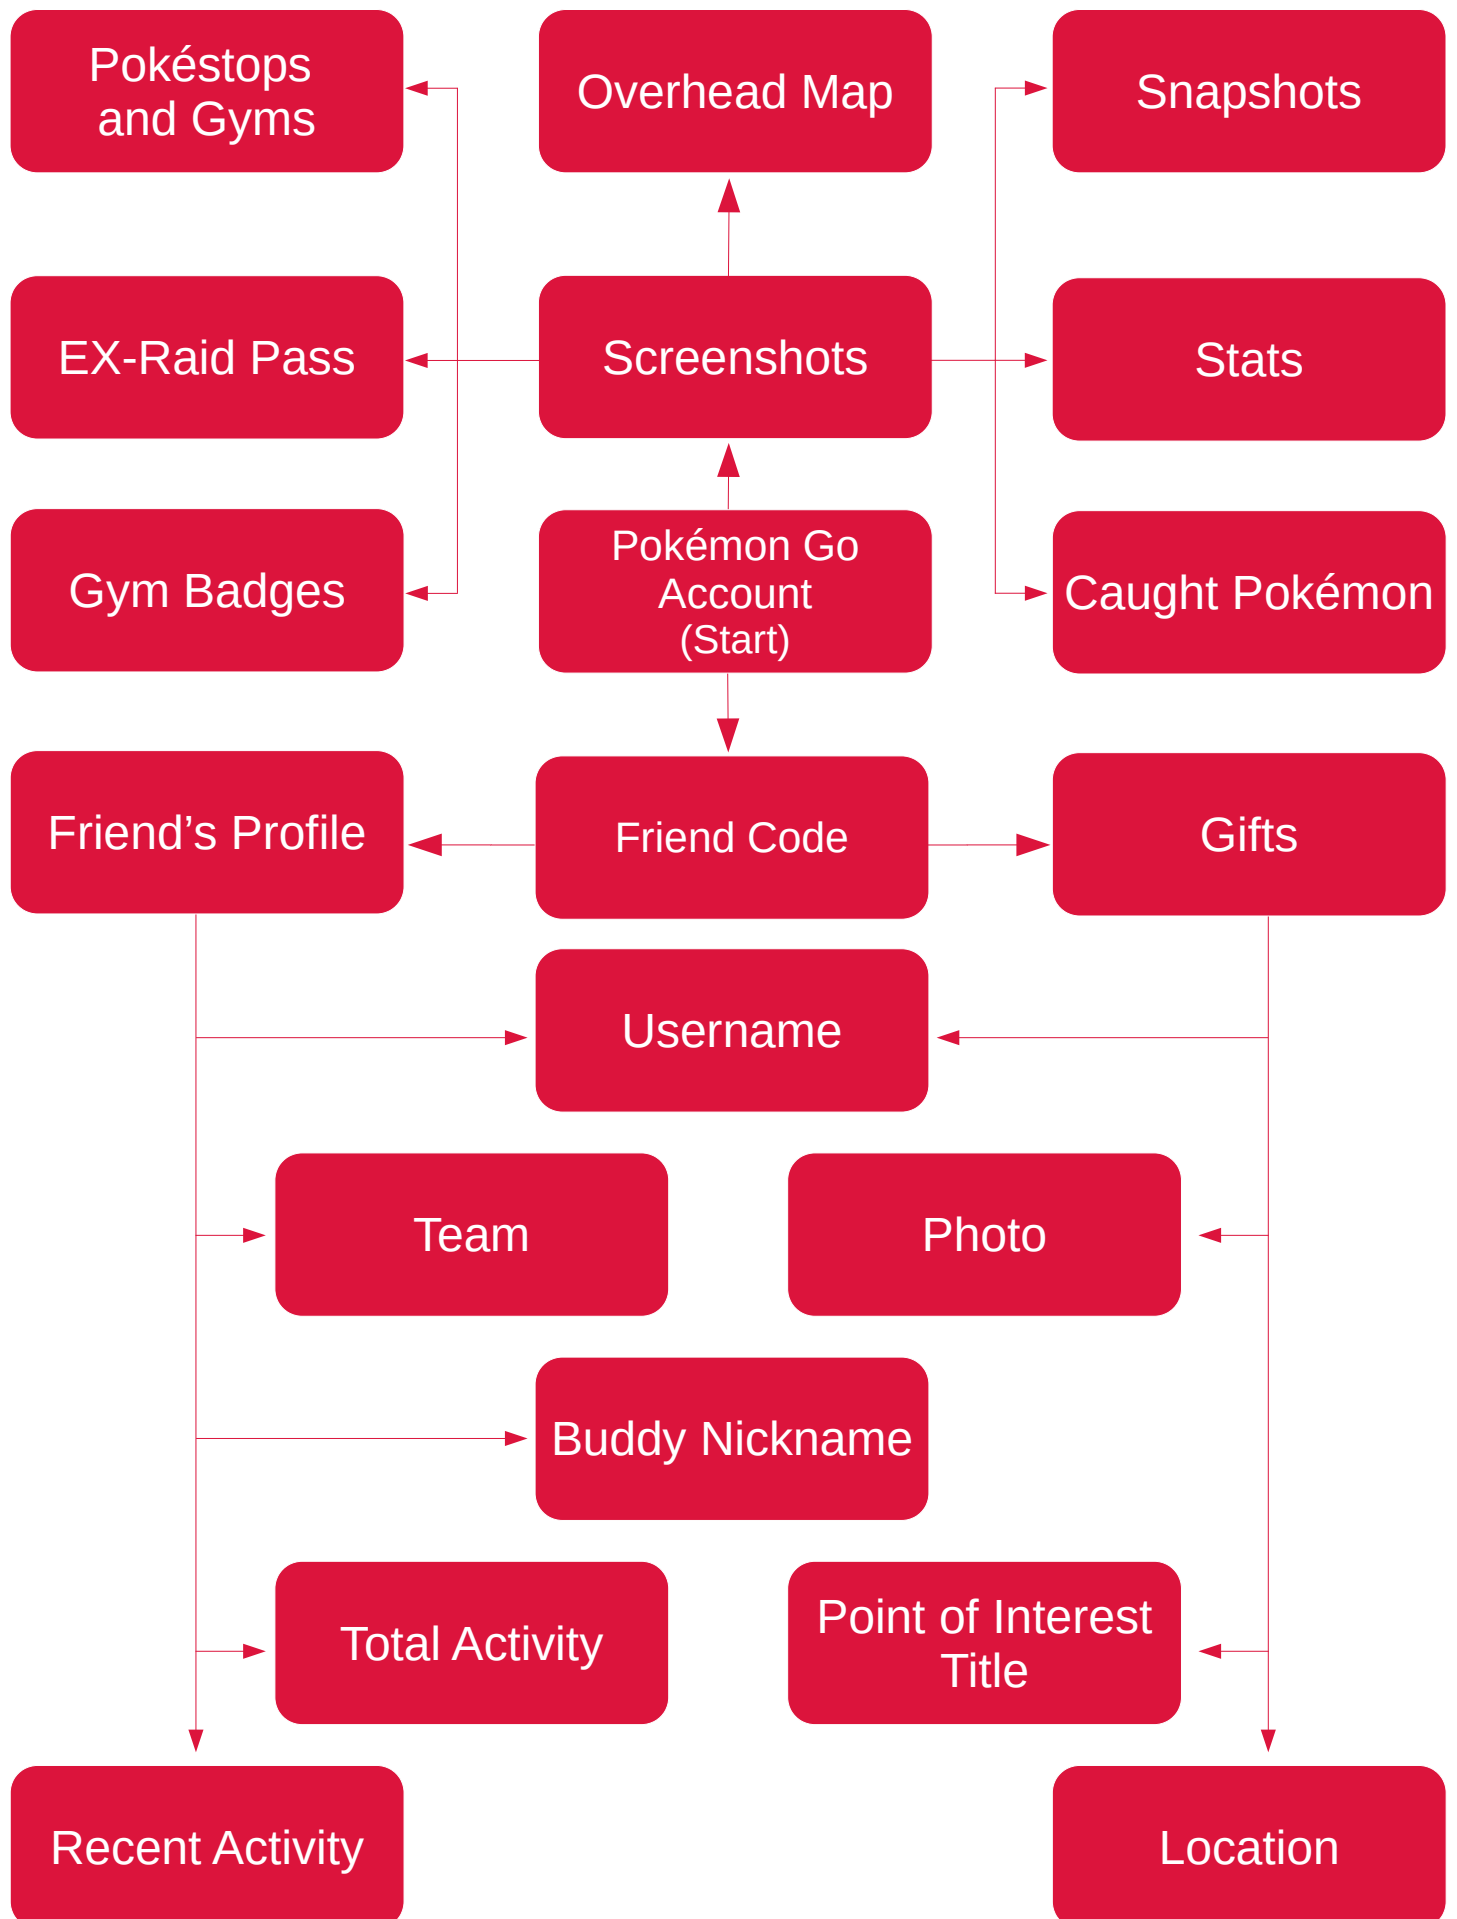 Pokéstops
and Gyms
Overhead Map
Snapshots
EX-Raid Pass
Screenshots
Stats
Gym Badges
Pokémon Go
Account
(Start)
Caught Pokémon
Friend’s Profile
Friend Code
Gifts
Username
Team
Photo
Buddy Nickname
Total Activity
Point of Interest
Title
Recent Activity
Location